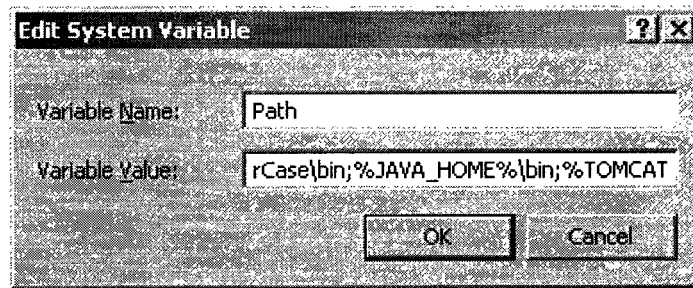 Edit System Variable ? X
Variable Name: Path
Variable Value: rCase\bin;%JAVA_HOME%\bin;%TOMCAT
OK Cancel